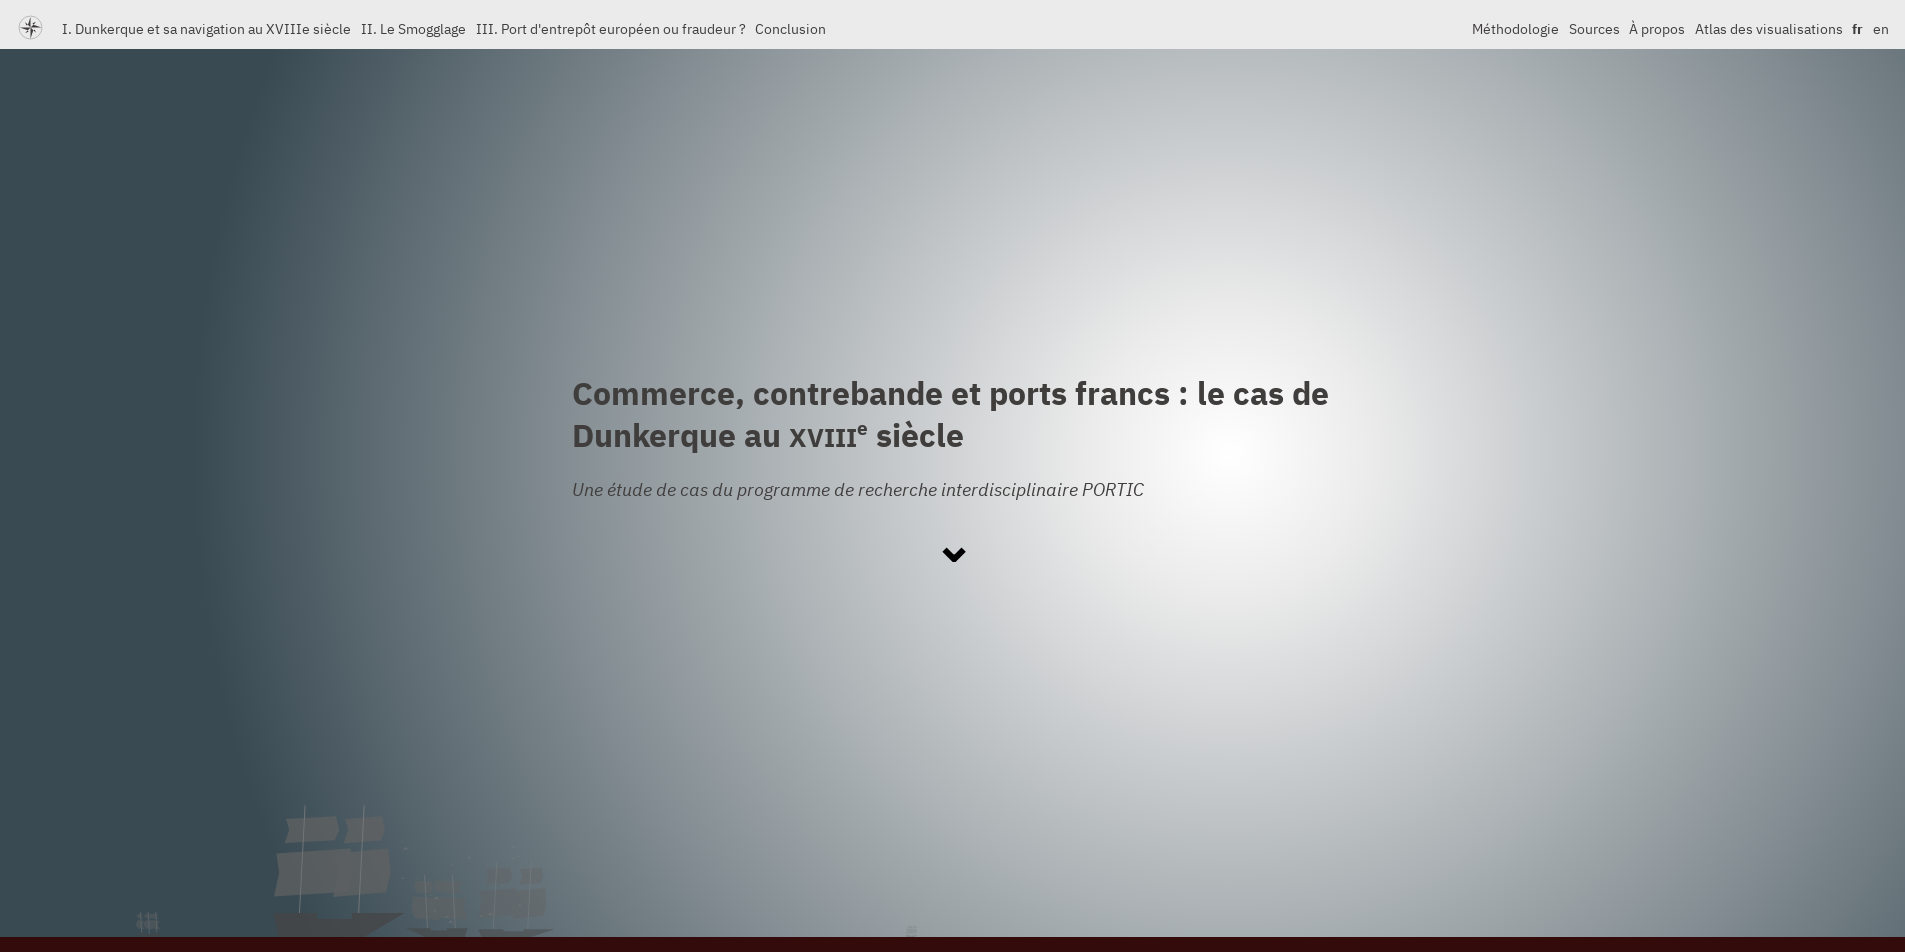 I. Dunkerque et sa navigation au XVIIIe siècle II. Le Smogglage III. Port d'entrepôt européen ou fraudeur ? Conclusion Méthodologie Sources À propos Atlas des visualisations fr en
Commerce, contrebande et ports francs : le cas de
Dunkerque au XVIIIe siècle
Une étude de cas du programme de recherche interdisciplinaire PORTIC